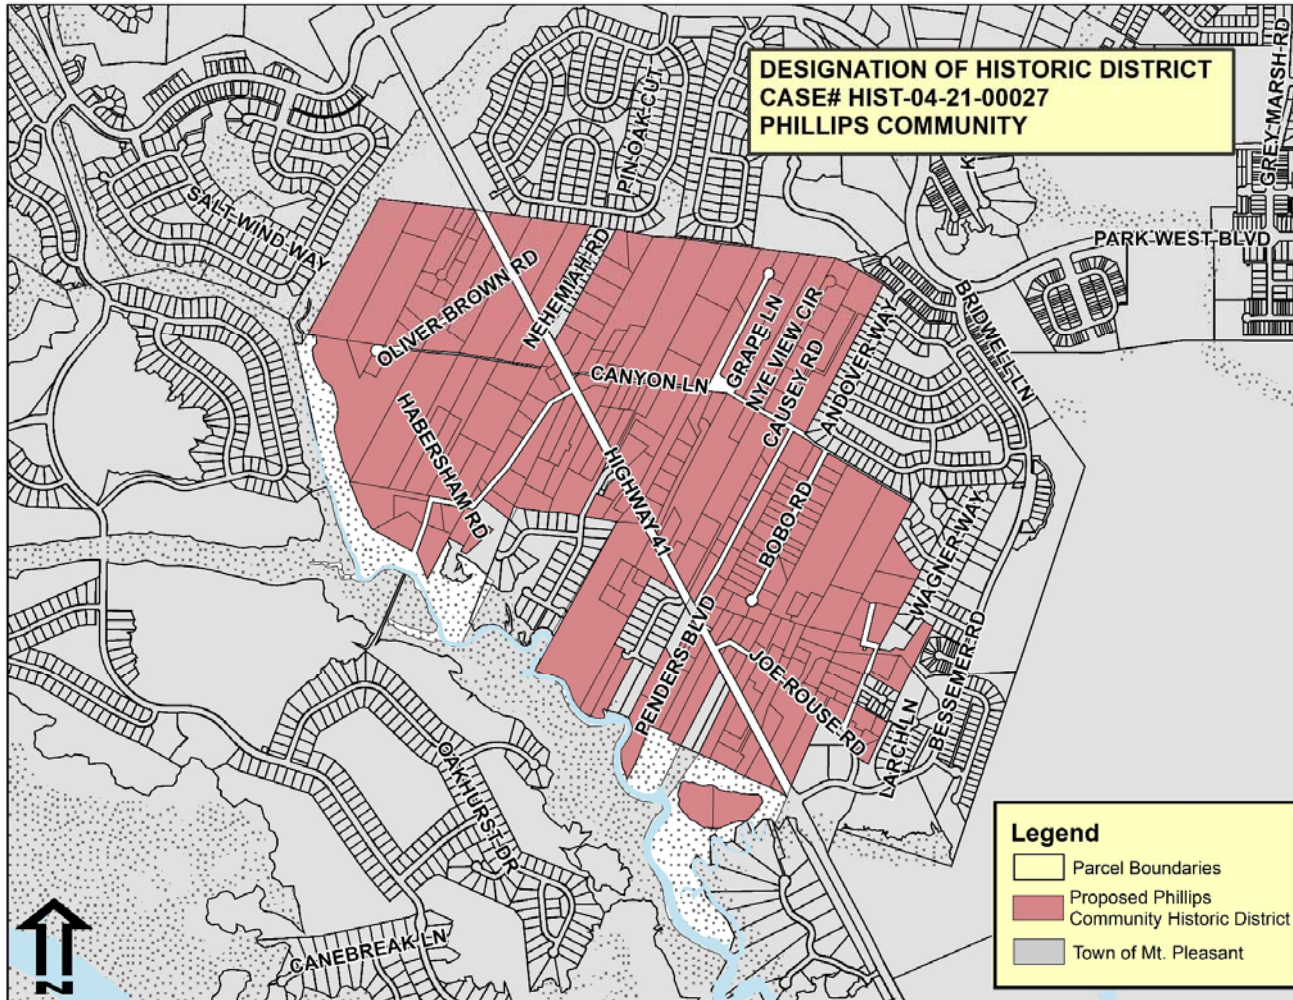 DESIGNATION OF HISTORIC DISTRICT
CASE# HIST-04-21-00027
PHILLIPS COMMUNITY
GREY MARSH RD
K
PIN OAK CUT
SALT WIND WAY
PARK WEST BLVD
OLIVER BROWN RD
NEHEMIAH RD
BRIDWELL LN
GRAPE LN
NYE VIEW CIR
CAUSEY RD
ANDOVER WAY
CANYON LN
HABERSHAM RD
HIGHWAY 41
BOBO RD
WAGNER WAY
PENDERS BLVD
JOE ROUSE RD
BESSEMER RD
LARCH LN
OAKHURST DR
CANEBREAK LN
N
Legend
Parcel Boundaries
Proposed Phillips
Community Historic District
Town of Mt. Pleasant